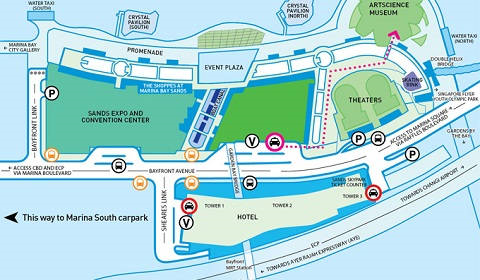 WATER TAXI
(SOUTH)
CRYSTAL
PAVILION
(SOUTH)
CRYSTAL
PAVILION
(NORTH)
ARTSCIENCE
MUSEUM
MARINA BAY
CITY GALLERY
PROMENADE
EVENT PLAZA
WATER TAXI
(NORTH)
DOUBLE HELIX
BRIDGE
THE SHOPPES AT
MARINA BAY SANDS
SKATING
RINK
SINGAPORE FLYER
YOUTH OLYMPIC PARK
P
BAYFRONT LINK
SANDS EXPO AND
CONVENTION CENTER
THEATERS
ACCESS TO MARINA SQUARE
VIA RAFFLES BOULEVARD
GARDENS BY
THE BAY
V
P
P
ACCESS CBD AND ECP
VIA MARINA BOULEVARD
BAYFRONT AVENUE
GARDEN BAY BRIDGE
SANDS SKYPARK
TICKET COUNTER
TOWARDS CHANGI AIRPORT
This way to Marina South carpark
SHEARES LINK
V
TOWER 1
TOWER 2
TOWER 3
HOTEL
ECP
TOWARDS AYER RAJAH EXPRESSWAY (AYE)
Bayfront
MRT Station